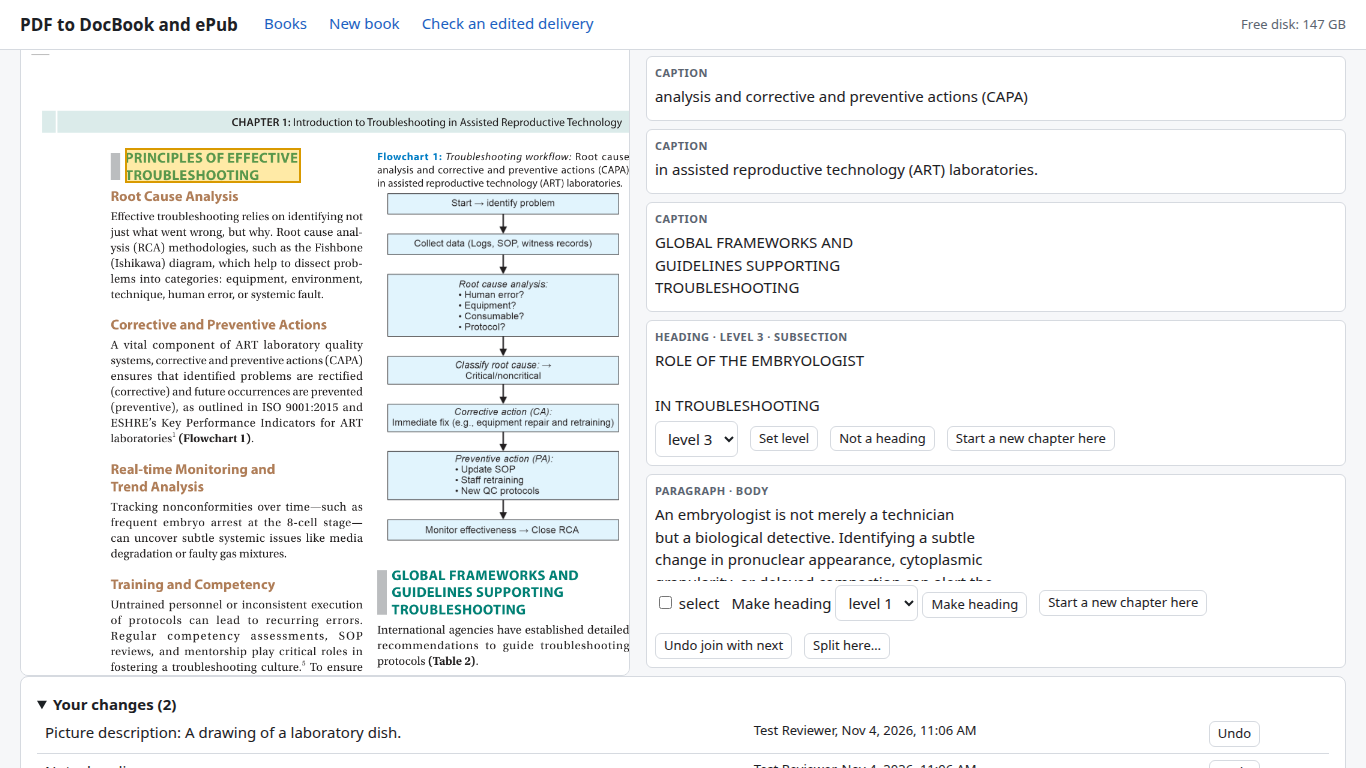 PDF to DocBook and ePub
Books
New book
Check an edited delivery
Free disk: 147 GB
CHAPTER 1: Introduction to Troubleshooting in Assisted Reproductive Technology
PRINCIPLES OF EFFECTIVE
TROUBLESHOOTING
Root Cause Analysis
Effective troubleshooting relies on identifying not
just what went wrong, but why. Root cause anal-
ysis (RCA) methodologies, such as the Fishbone
(Ishikawa) diagram, which help to dissect prob-
lems into categories: equipment, environment,
technique, human error, or systemic fault.
Corrective and Preventive Actions
A vital component of ART laboratory quality
systems, corrective and preventive actions (CAPA)
ensures that identified problems are rectified
(corrective) and future occurrences are prevented
(preventive), as outlined in ISO 9001:2015 and
ESHRE's Key Performance Indicators for ART
laboratories1 (Flowchart 1).
Real-time Monitoring and
Trend Analysis
Tracking nonconformities over time—such as
frequent embryo arrest at the 8-cell stage—
can uncover subtle systemic issues like media
degradation or faulty gas mixtures.
Training and Competency
Untrained personnel or inconsistent execution
of protocols can lead to recurring errors.
Regular competency assessments, SOP
reviews, and mentorship play critical roles in
fostering a troubleshooting culture.5 To ensure
Flowchart 1: Troubleshooting workflow: Root cause
analysis and corrective and preventive actions (CAPA)
in assisted reproductive technology (ART) laboratories.
Start → identify problem
Collect data (Logs, SOP, witness records)
Root cause analysis:
• Human error?
• Equipment?
• Consumable?
• Protocol?
Classify root cause: →
Critical/noncritical
Corrective action (CA):
Immediate fix (e.g., equipment repair and retraining)
Preventive action (PA):
• Update SOP
• Staff retraining
• New QC protocols
Monitor effectiveness → Close RCA
GLOBAL FRAMEWORKS AND
GUIDELINES SUPPORTING
TROUBLESHOOTING
International agencies have established detailed
recommendations to guide troubleshooting
protocols (Table 2).
CAPTION
analysis and corrective and preventive actions (CAPA)
CAPTION
in assisted reproductive technology (ART) laboratories.
CAPTION
GLOBAL FRAMEWORKS AND
GUIDELINES SUPPORTING
TROUBLESHOOTING
HEADING · LEVEL 3 · SUBSECTION
ROLE OF THE EMBRYOLOGIST
IN TROUBLESHOOTING
level 3
Set level
Not a heading
Start a new chapter here
PARAGRAPH · BODY
An embryologist is not merely a technician
but a biological detective. Identifying a subtle
change in pronuclear appearance, cytoplasmic
select
Make heading
level 1
Make heading
Start a new chapter here
Undo join with next
Split here...
Your changes (2)
Picture description: A drawing of a laboratory dish.
Test Reviewer, Nov 4, 2026, 11:06 AM
Undo